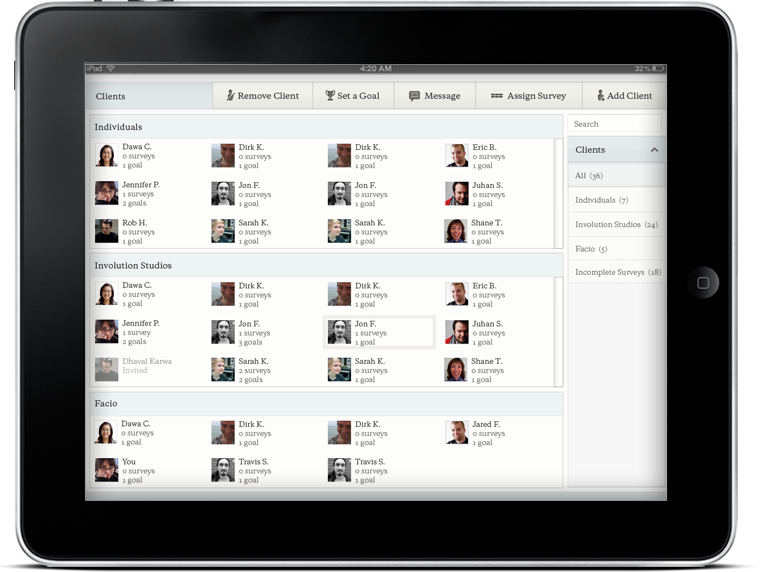 iPad 4:20 AM 32%
Clients Remove Client Set a Goal Message Assign Survey Add Client
Individuals
Dawa C. Dirk K. Dirk K. Eric B.
0 surveys 0 surveys 0 surveys 0 surveys
1 goal 1 goal 1 goal 1 goal
Jennifer P. Jon F. Jon F. Juhan S.
1 surveys 0 surveys 0 surveys 0 surveys
2 goals 1 goal 1 goal 1 goal
Rob H. Sarah K. Sarah K. Shane T.
0 surveys 0 surveys 0 surveys 0 surveys
1 goal 1 goal 1 goal 1 goal
Involution Studios
Dawa C. Dirk K. Dirk K. Eric B.
0 surveys 0 surveys 0 surveys 0 surveys
1 goal 1 goal 1 goal 1 goal
Jennifer P. Jon F. Jon F. Juhan S.
1 survey 1 surveys 1 surveys 0 surveys
2 goals 3 goals 1 goal 1 goal
Dhaval Karwa Sarah K. Sarah K. Shane T.
Invited 2 surveys 0 surveys 0 surveys
2 goals 1 goal 1 goal
Facio
Dawa C. Dirk K. Dirk K. Jared F.
0 surveys 0 surveys 0 surveys 0 surveys
1 goal 1 goal 1 goal 1 goal
You Travis S. Travis S.
0 surveys 0 surveys 0 surveys
1 goal 1 goal 1 goal
Search
Clients
All (36)
Individuals (7)
Involution Studios (24)
Facio (5)
Incomplete Surveys (18)